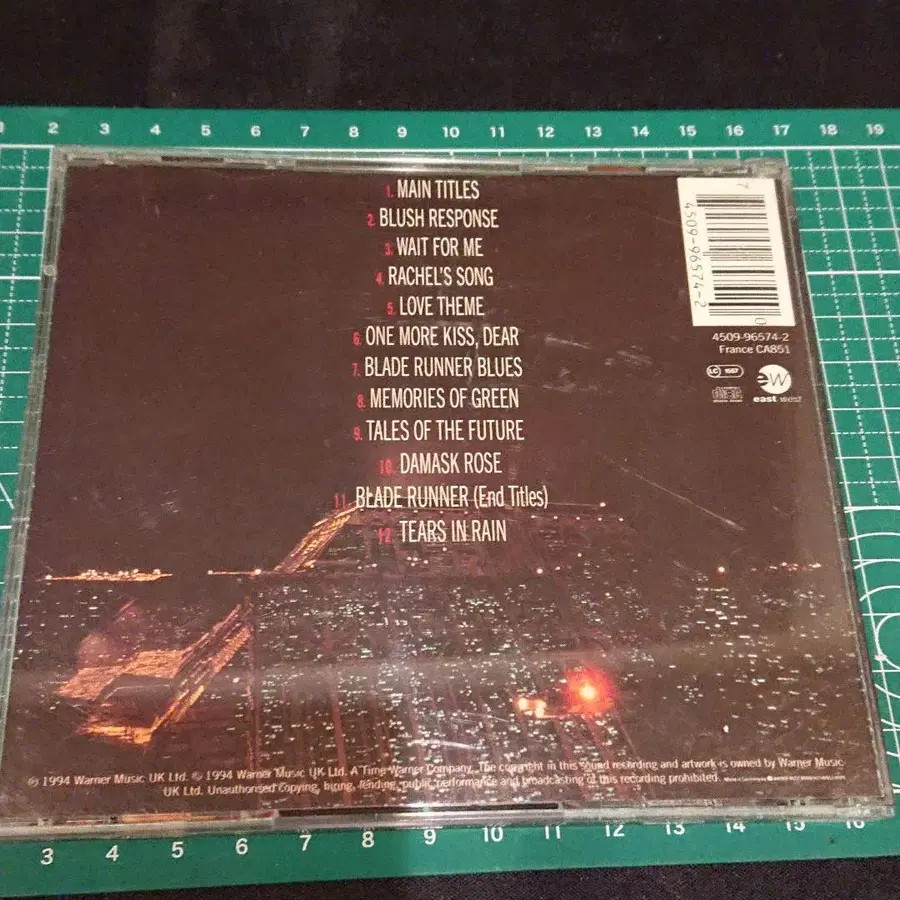 1 2 3 4 5 6 7 8 9 10 11 12 13 14 15 16 17 18 19
1. MAIN TITLES
2. BLUSH RESPONSE
3. WAIT FOR ME
4. RACHEL'S SONG
5. LOVE THEME
6. ONE MORE KISS, DEAR
7. BLADE RUNNER BLUES
8. MEMORIES OF GREEN
9. TALES OF THE FUTURE
10. DAMASK ROSE
11. BLADE RUNNER (End Titles)
12. TEARS IN RAIN
7 4509-96574-2 0
4509-96574-2
France CA851
LC 1557
ew
east west
℗ 1994 Warner Music UK Ltd. © 1994 Warner Music UK Ltd. A Time Warner Company. The copyright in this sound recording and artwork is owned by Warner Music
UK Ltd. Unauthorised copying, hiring, lending, public performance and broadcasting of this recording prohibited.
3 4 5 6 7 8 9 10 11 12 13 14 15 16